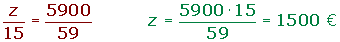 z/15 = 5900/59 z = 5900·15/59 = 1500 €